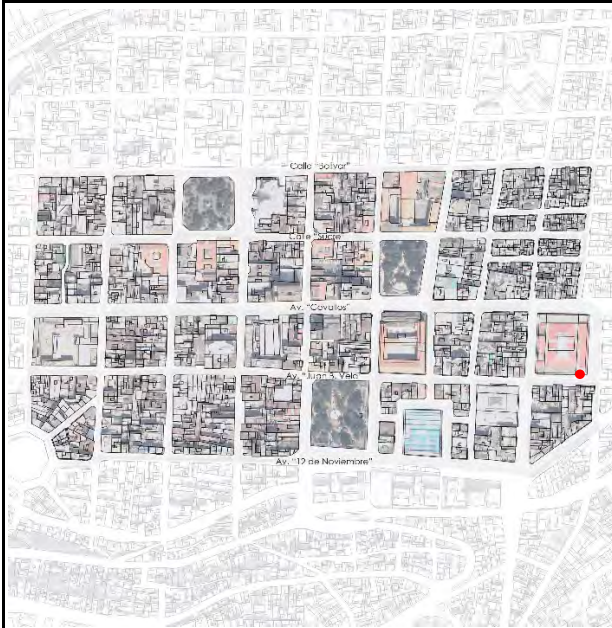 Calle "Bolívar"
Calle "Sucre"
Av. "Cevallos"
Av. "Juan B. Vela"
Av. "12 de Noviembre"